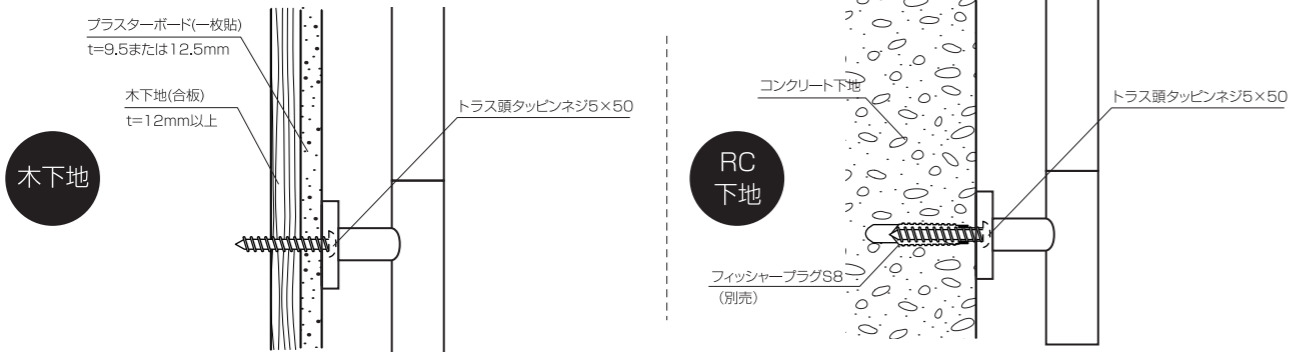 プラスターボード(一枚貼)
t=9.5または12.5mm
木下地(合板)
t=12mm以上
トラス頭タッピンネジ5×50
木下地
コンクリート下地
トラス頭タッピンネジ5×50
RC
下地
フィッシャープラグS8
(別売)